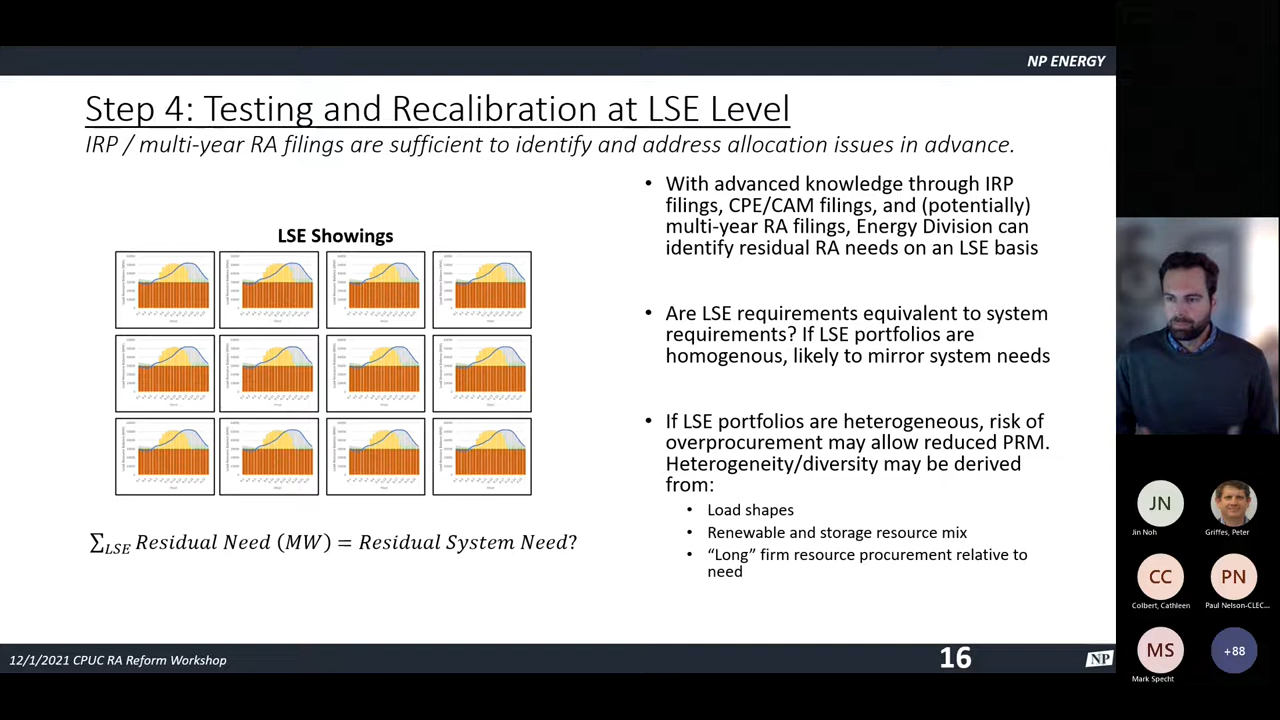 NP ENERGY
Step 4: Testing and Recalibration at LSE Level
IRP / multi-year RA filings are sufficient to identify and address allocation issues in advance.
LSE Showings
∑LSE Residual Need (MW) = Residual System Need?
• With advanced knowledge through IRP
filings, CPE/CAM filings, and (potentially)
multi-year RA filings, Energy Division can
identify residual RA needs on an LSE basis
• Are LSE requirements equivalent to system
requirements? If LSE portfolios are
homogenous, likely to mirror system needs
• If LSE portfolios are heterogeneous, risk of
overprocurement may allow reduced PRM.
Heterogeneity/diversity may be derived
from:
• Load shapes
• Renewable and storage resource mix
• “Long” firm resource procurement relative to
need
12/1/2021 CPUC RA Reform Workshop
16
NP
JN
Jin Noh
Griffes, Peter
CC
Colbert, Cathleen
PN
Paul Nelson-CLEC...
MS
Mark Specht
+88